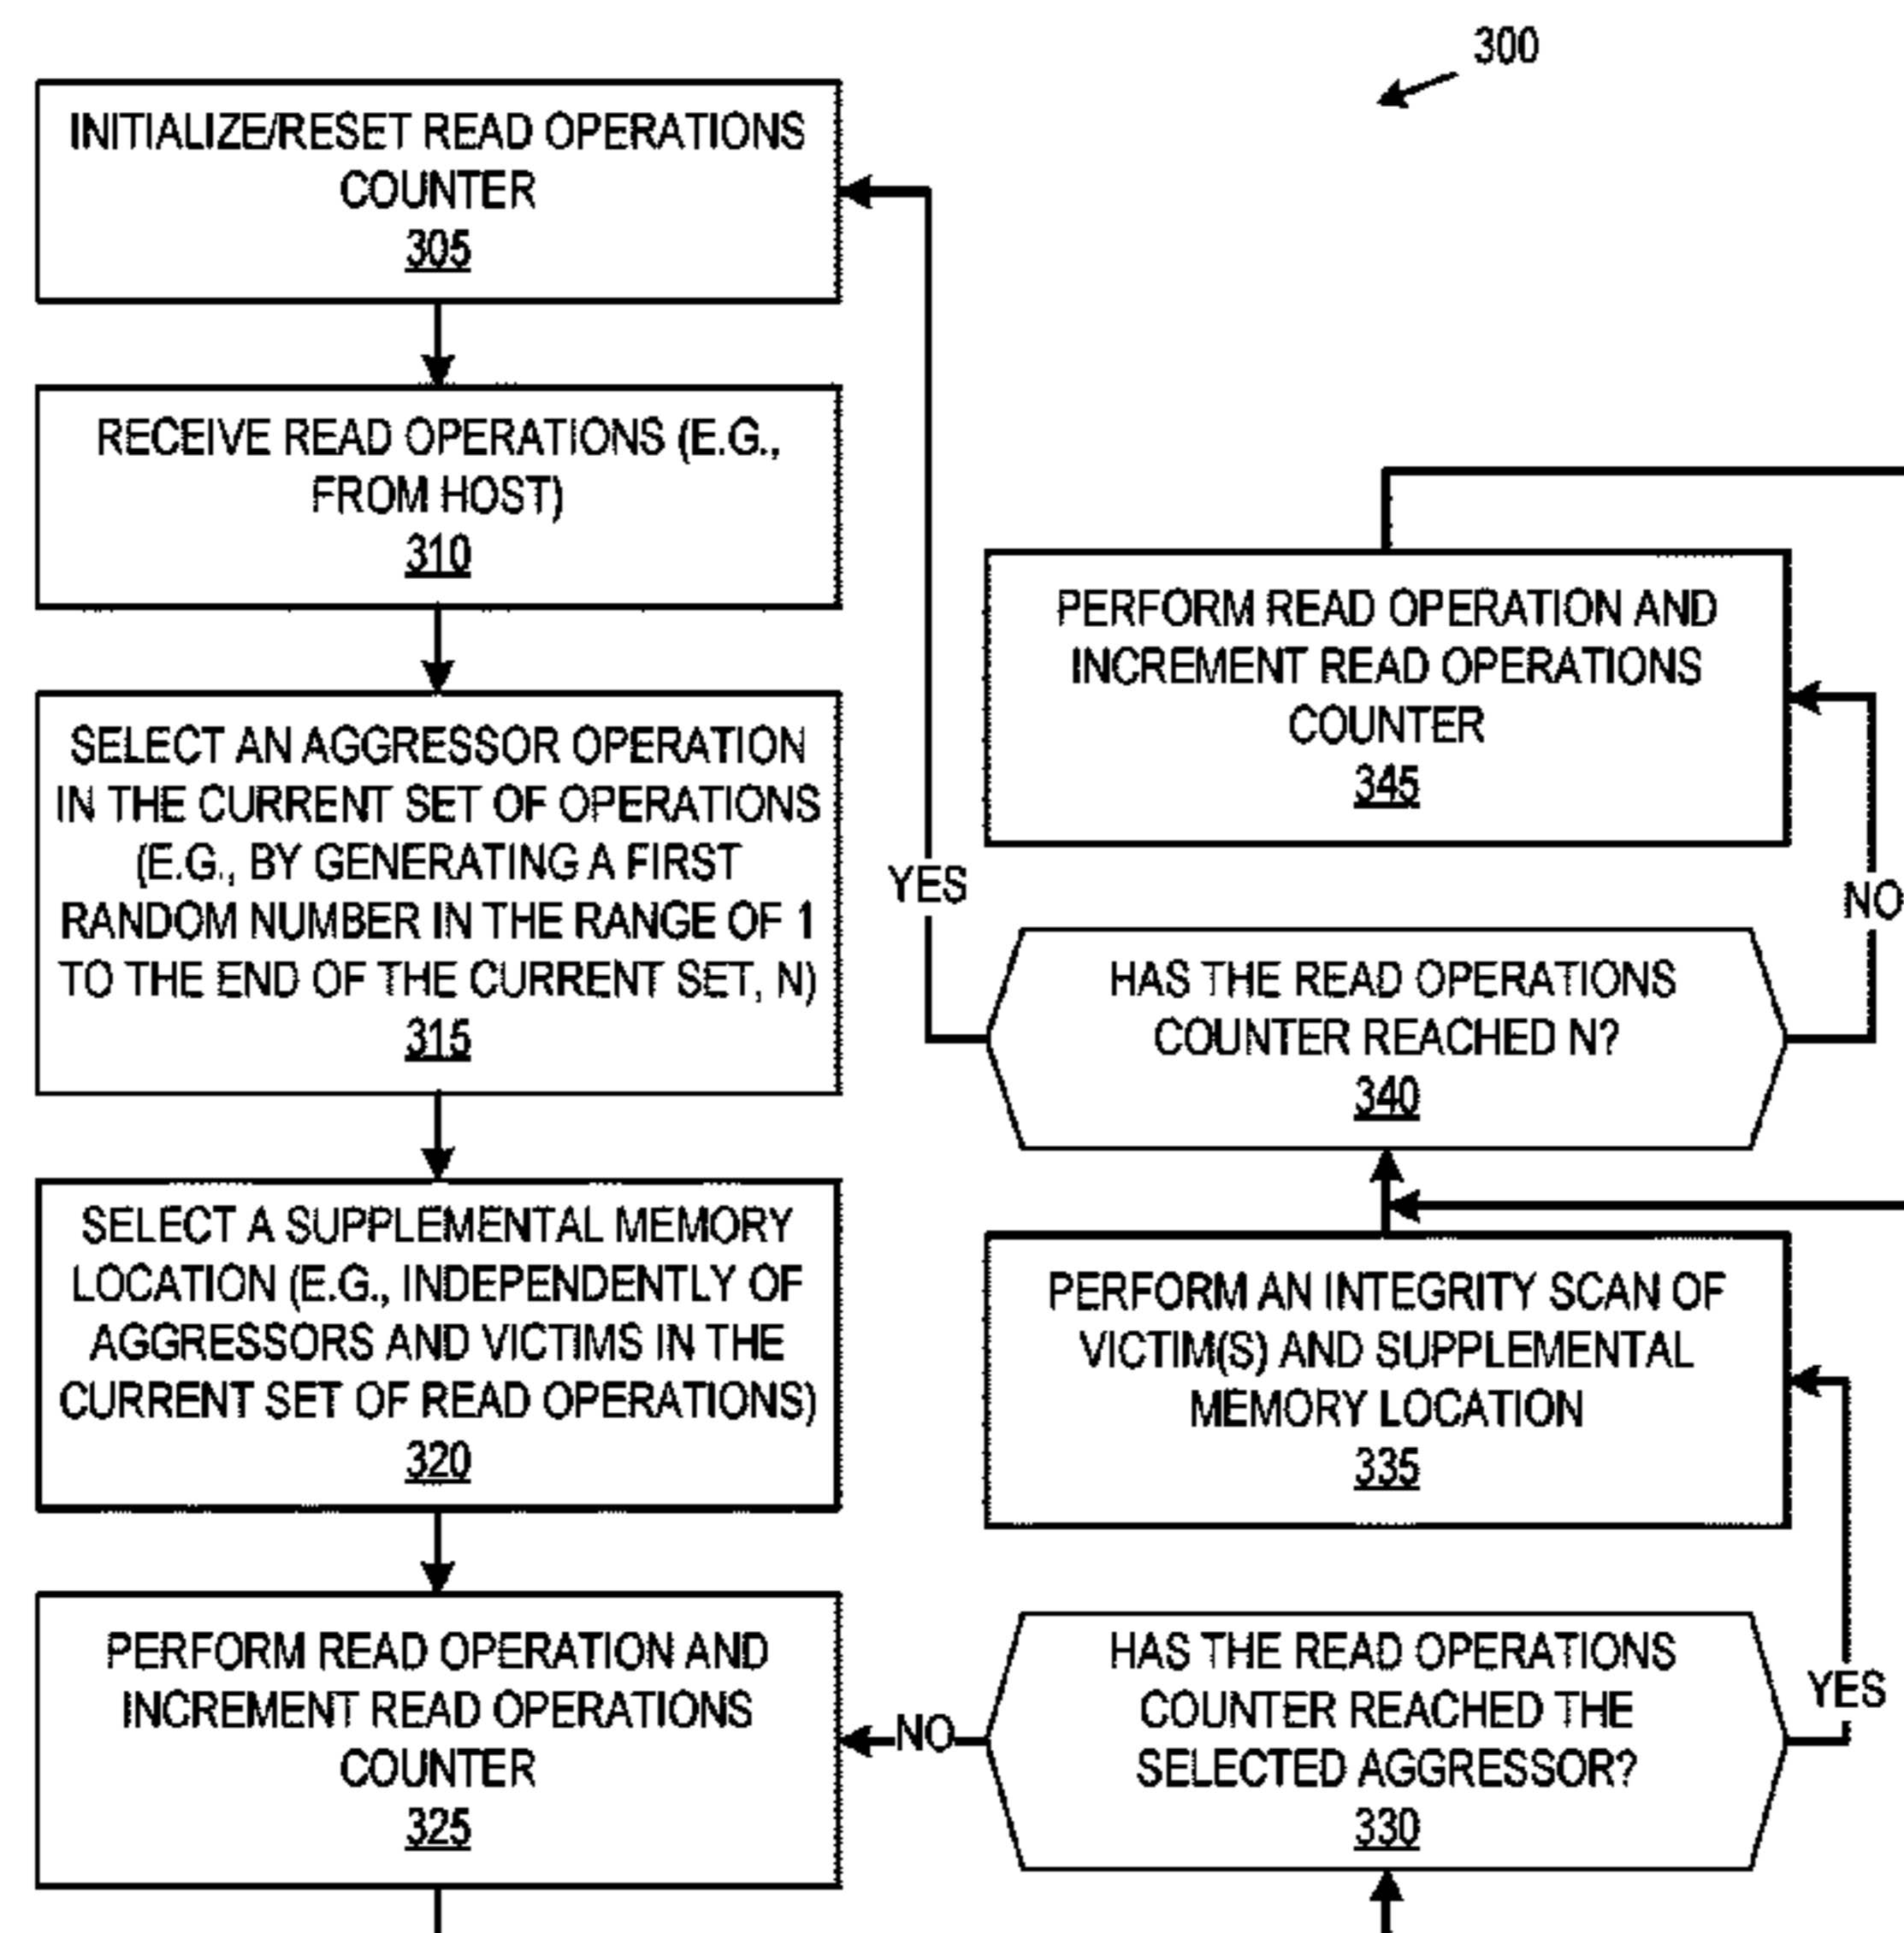 300
INITIALIZE/RESET READ OPERATIONS
COUNTER
305
RECEIVE READ OPERATIONS (E.G.,
FROM HOST)
310
SELECT AN AGGRESSOR OPERATION
IN THE CURRENT SET OF OPERATIONS
(E.G., BY GENERATING A FIRST
RANDOM NUMBER IN THE RANGE OF 1
TO THE END OF THE CURRENT SET, N)
315
SELECT A SUPPLEMENTAL MEMORY
LOCATION (E.G., INDEPENDENTLY OF
AGGRESSORS AND VICTIMS IN THE
CURRENT SET OF READ OPERATIONS)
320
PERFORM READ OPERATION AND
INCREMENT READ OPERATIONS
COUNTER
325
HAS THE READ OPERATIONS
COUNTER REACHED THE
SELECTED AGGRESSOR?
330
NO
YES
PERFORM AN INTEGRITY SCAN OF
VICTIM(S) AND SUPPLEMENTAL
MEMORY LOCATION
335
HAS THE READ OPERATIONS
COUNTER REACHED N?
340
YES
NO
PERFORM READ OPERATION AND
INCREMENT READ OPERATIONS
COUNTER
345